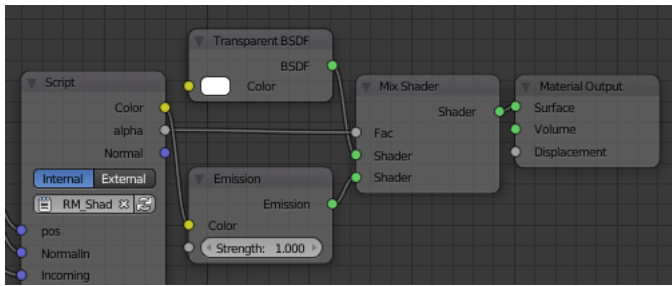 Script
Color
alpha
Normal
Internal External
RM_Shad
pos
NormalIn
Incoming
Transparent BSDF
BSDF
Color
Emission
Emission
Color
Strength: 1.000
Mix Shader
Shader
Fac
Shader
Shader
Material Output
Surface
Volume
Displacement